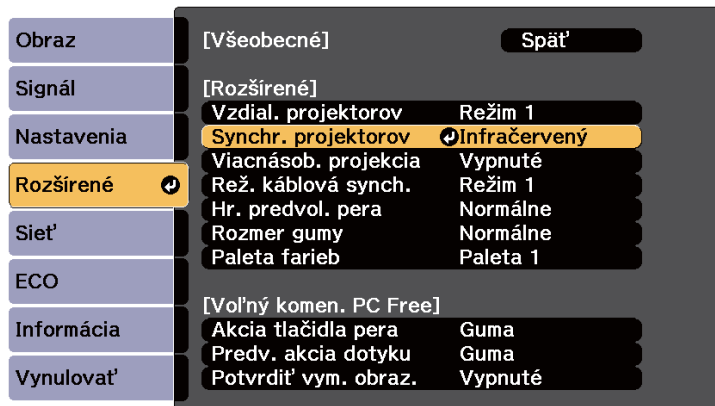 Obraz
Signál
Nastavenia
Rozšírené
Sieť
ECO
Informácia
Vynulovať
[Všeobecné] Späť
[Rozšírené]
Vzdial. projektorov Režim 1
Synchr. projektorov Infračervený
Viacnásob. projekcia Vypnuté
Rež. káblová synch. Režim 1
Hr. predvol. pera Normálne
Rozmer gumy Normálne
Paleta farieb Paleta 1
[Voľný komen. PC Free]
Akcia tlačidla pera Guma
Predv. akcia dotyku Guma
Potvrdiť vym. obraz. Vypnuté